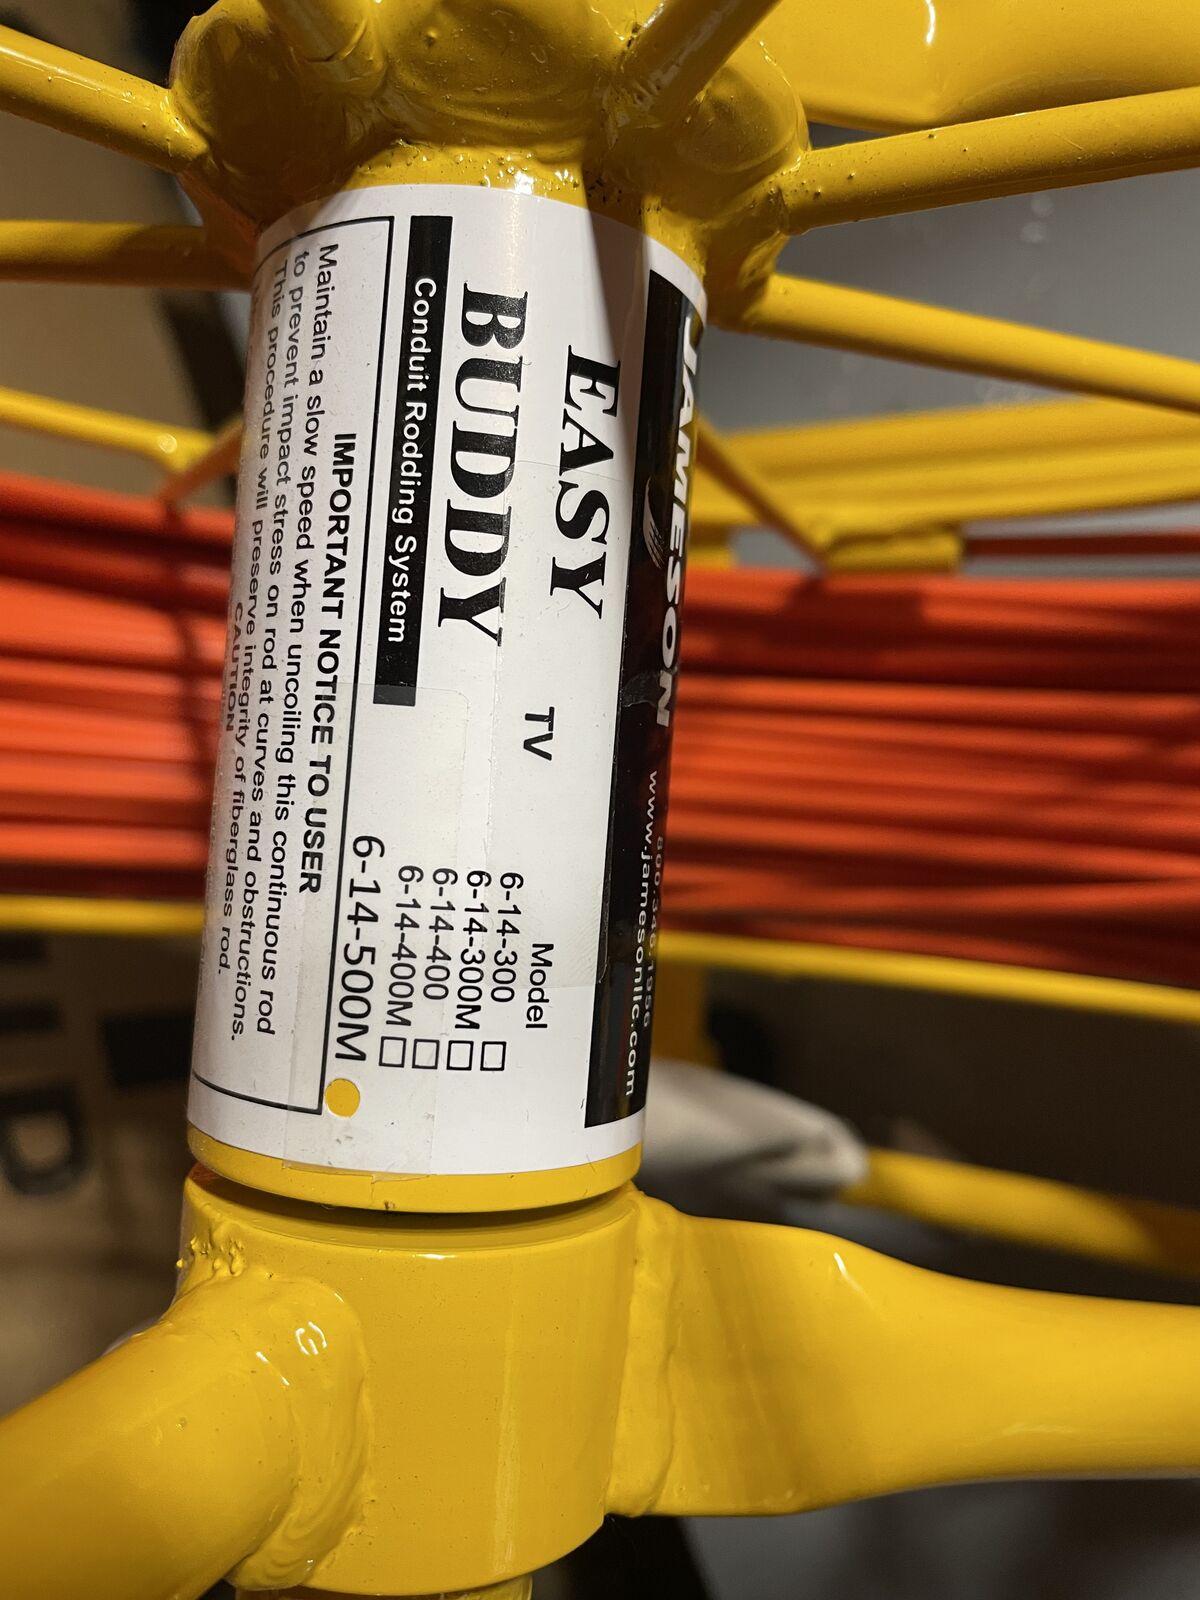 JAMESON
800.346.1956
www.jamesonllc.com
EASY
BUDDY
TV
Conduit Rodding System
Model
6-14-300
6-14-300M
6-14-400
6-14-400M
6-14-500M
IMPORTANT NOTICE TO USER
Maintain a slow speed when uncoiling this continuous rod
to prevent impact stress on rod at curves and obstructions.
This procedure will preserve integrity of fiberglass rod.
CAUTION